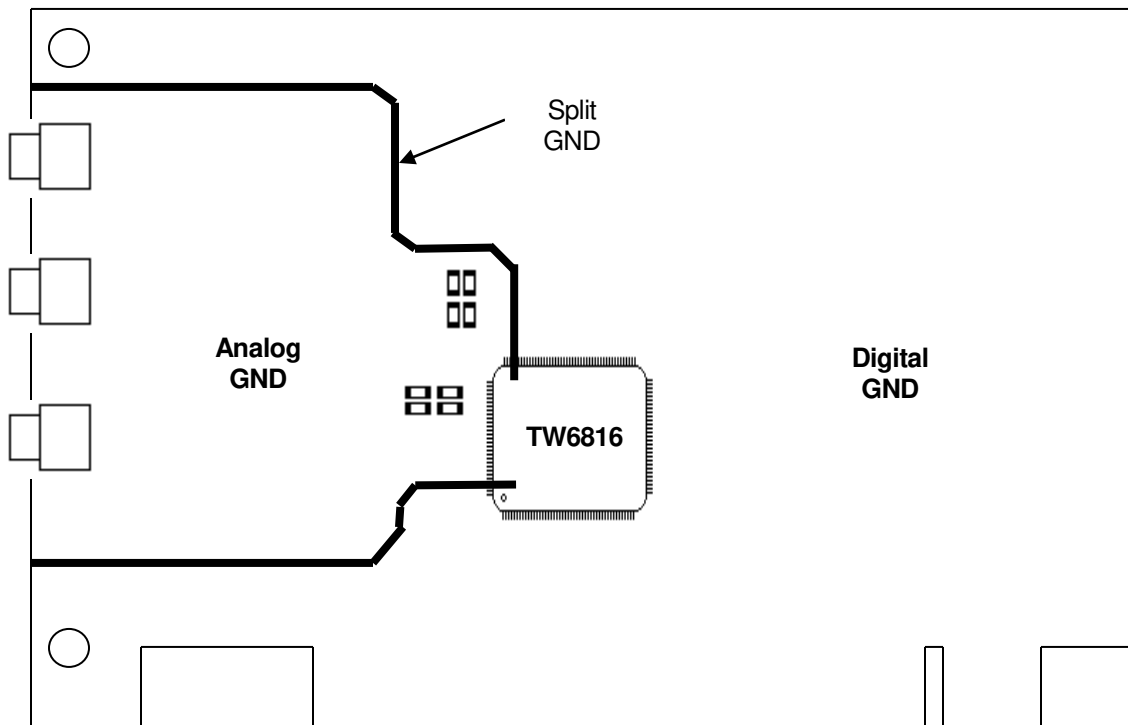 Split
GND
Analog
GND
Digital
GND
TW6816